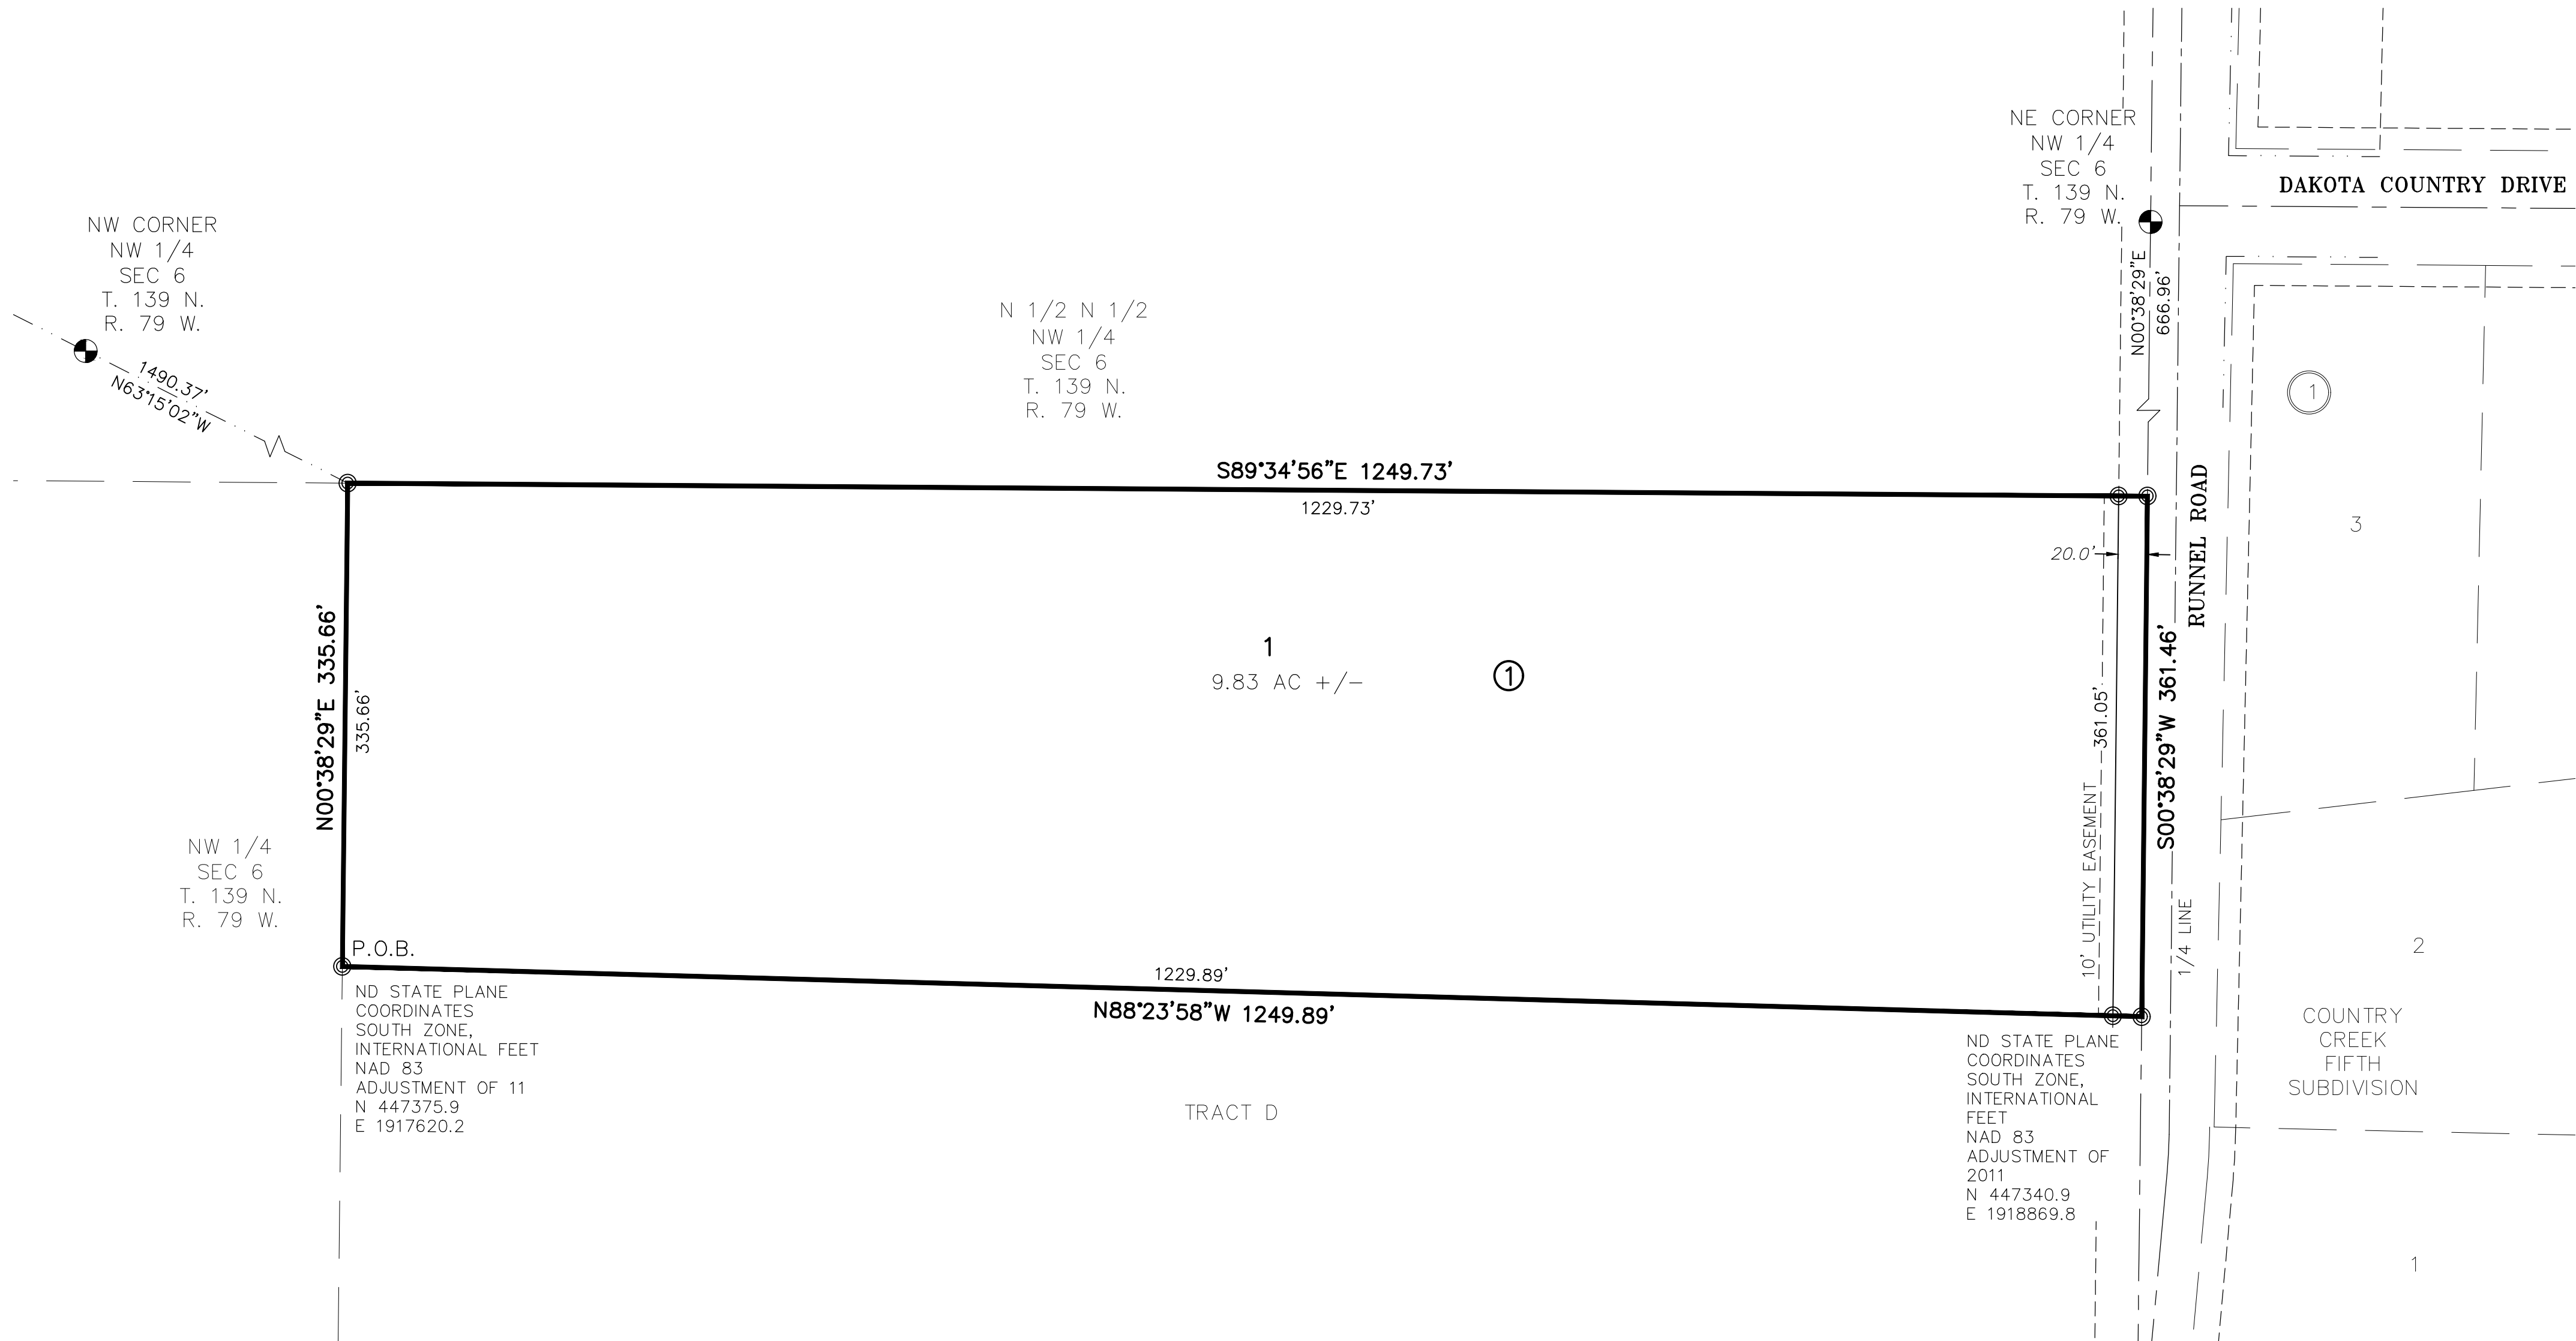 NE CORNER
NW 1/4
SEC 6
T. 139 N.
R. 79 W.
DAKOTA COUNTRY DRIVE
NW CORNER
NW 1/4
SEC 6
T. 139 N.
R. 79 W.
1490.37'
N63°15'02"W
N 1/2 N 1/2
NW 1/4
SEC 6
T. 139 N.
R. 79 W.
N00°38'29"E
666.96'
1
S89°34'56"E 1249.73'
1229.73'
RUNNEL ROAD
3
20.0'
N00°38'29"E 335.66'
335.66'
1
9.83 AC +/-
1
361.05'
S00°38'29"W 361.46'
10' UTILITY EASEMENT
1/4 LINE
NW 1/4
SEC 6
T. 139 N.
R. 79 W.
P.O.B.
1229.89'
N88°23'58"W 1249.89'
2
ND STATE PLANE
COORDINATES
SOUTH ZONE,
INTERNATIONAL FEET
NAD 83
ADJUSTMENT OF 11
N 447375.9
E 1917620.2
TRACT D
ND STATE PLANE
COORDINATES
SOUTH ZONE,
INTERNATIONAL
FEET
NAD 83
ADJUSTMENT OF
2011
N 447340.9
E 1918869.8
COUNTRY
CREEK
FIFTH
SUBDIVISION
1